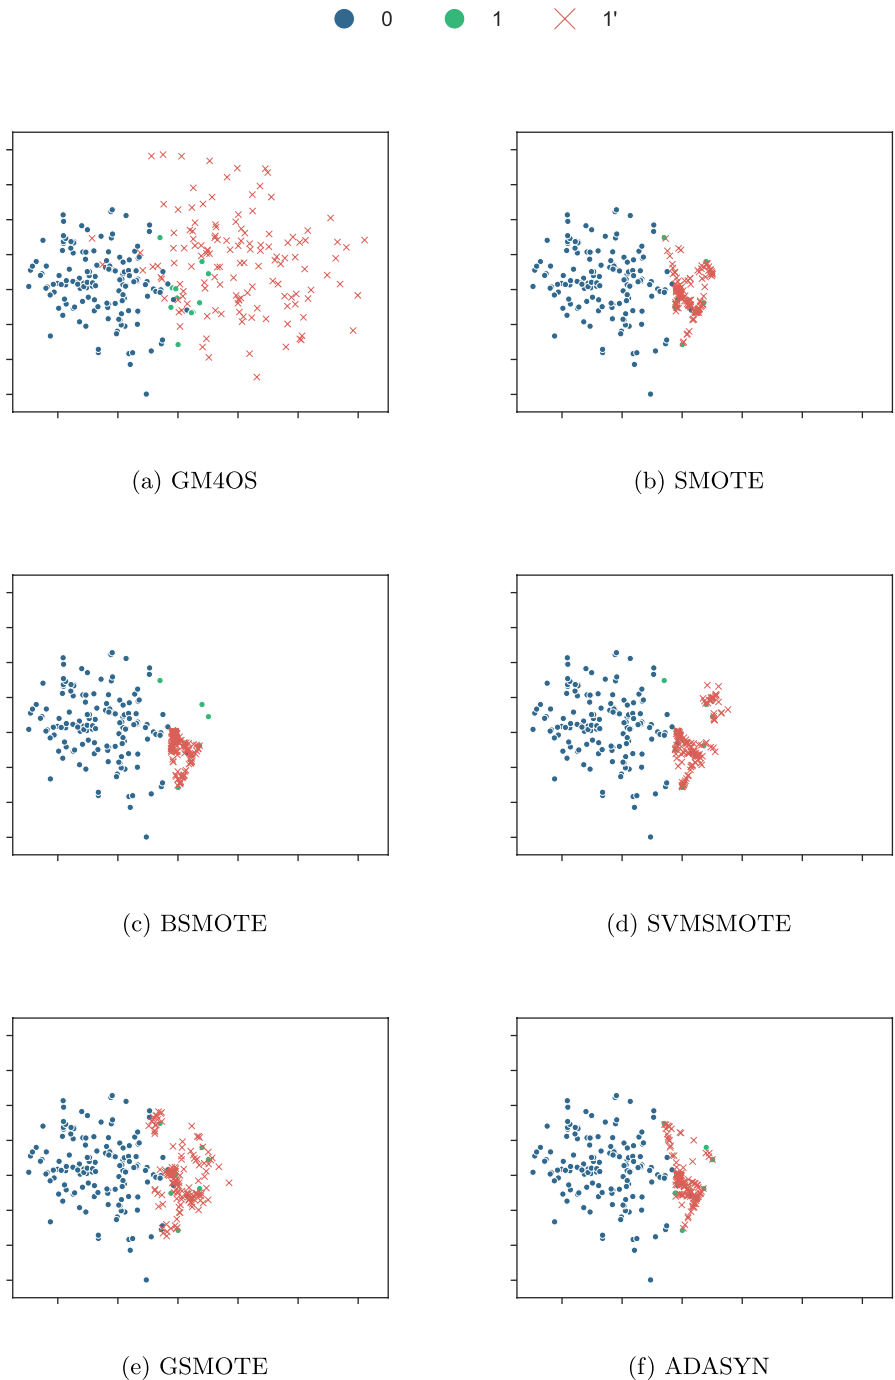 0 1 1'
(a) GM4OS
(b) SMOTE
(c) BSMOTE
(d) SVMSMOTE
(e) GSMOTE
(f) ADASYN